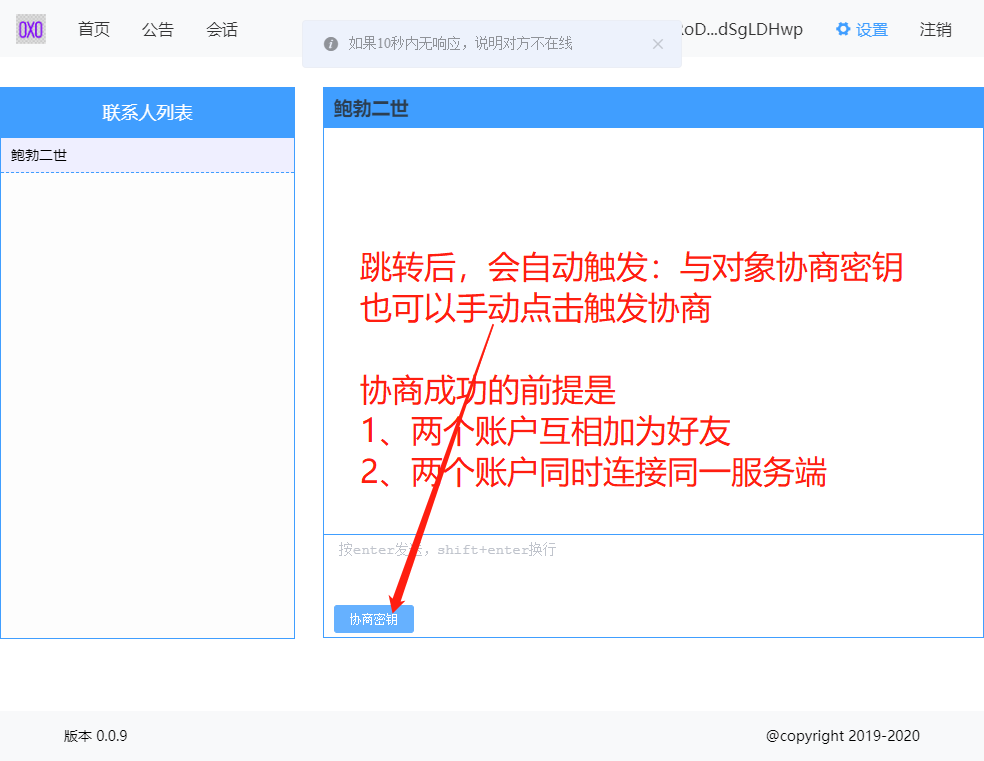 OXO 首页 公告 会话 如果10秒内无响应，说明对方不在线 oD...dSgLDHwp 设置 注销
联系人列表
鲍勃二世
鲍勃二世
跳转后，会自动触发：与对象协商密钥
也可以手动点击触发协商
协商成功的前提是
1、两个账户互相加为好友
2、两个账户同时连接同一服务端
按enter发送，shift+enter换行
协商密钥
版本 0.0.9 @copyright 2019-2020